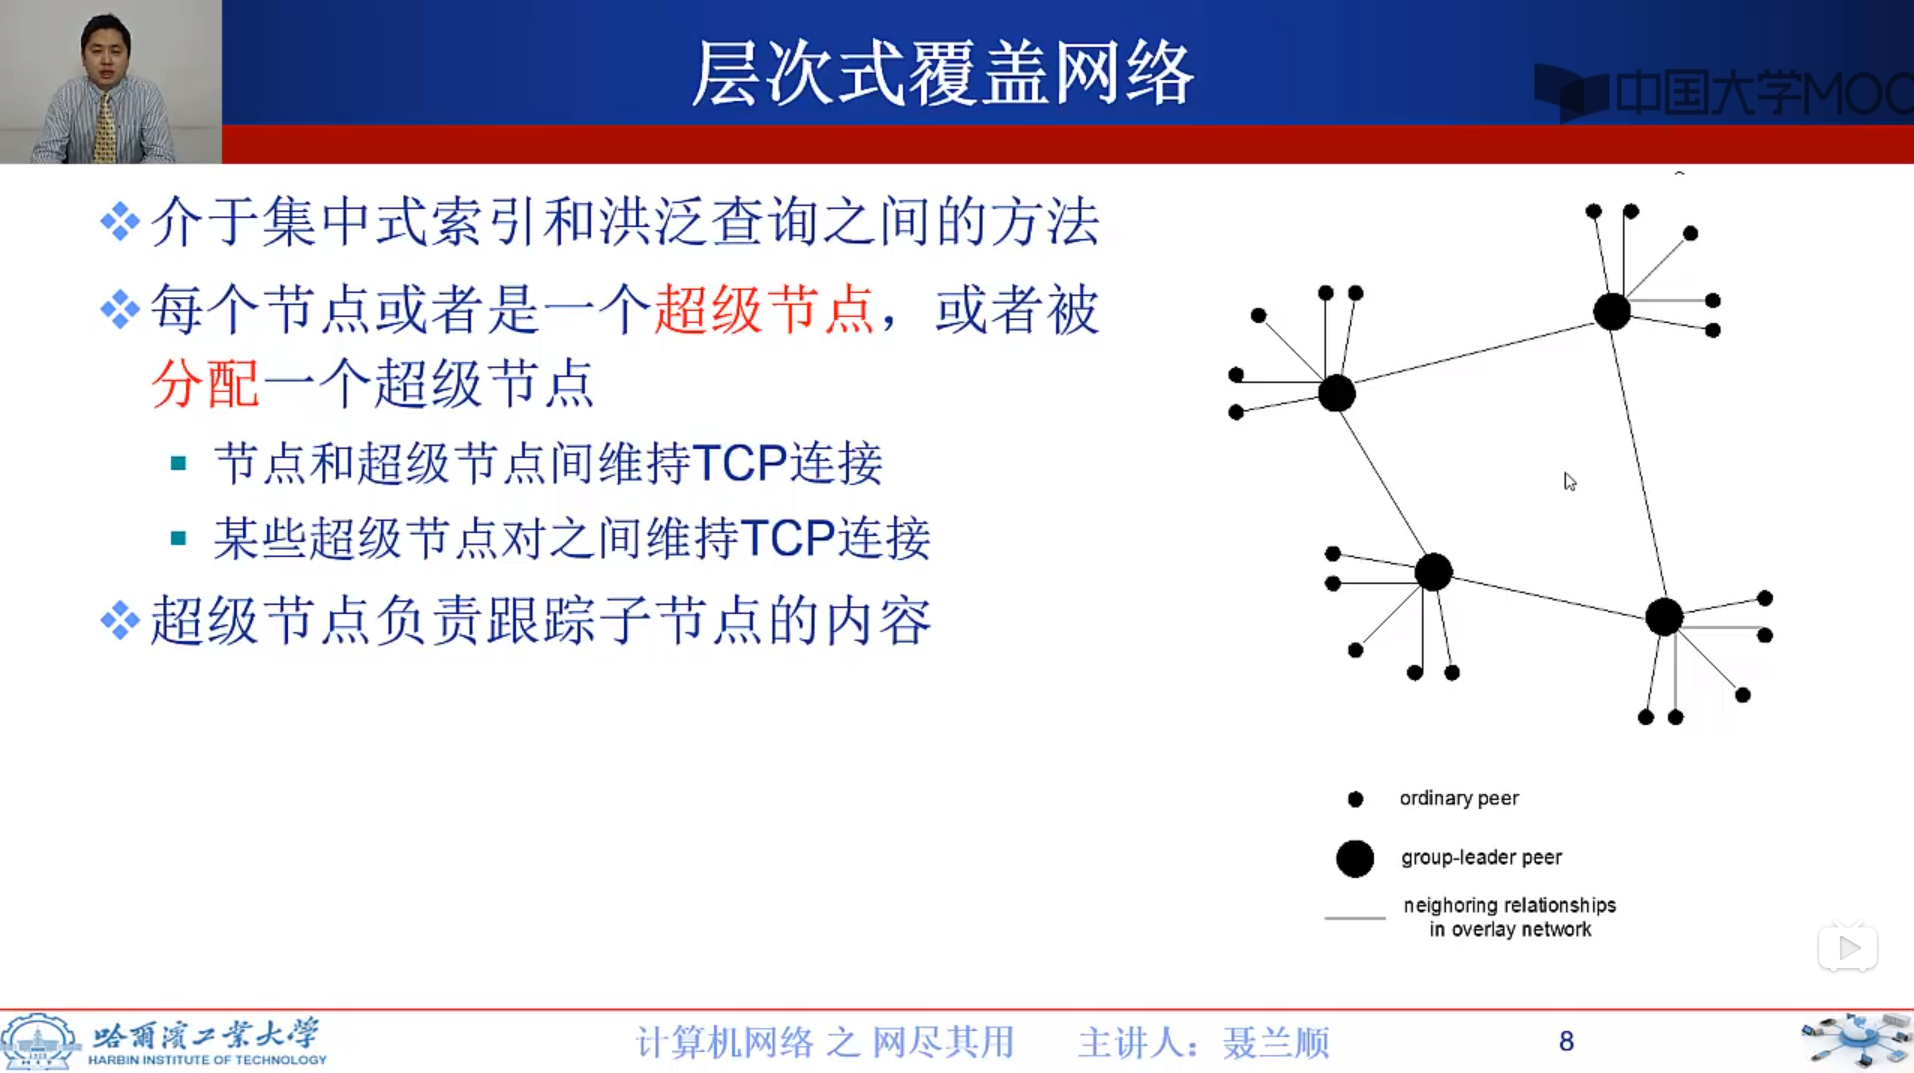 层次式覆盖网络
中国大学MOO
介于集中式索引和洪泛查询之间的方法
每个节点或者是一个超级节点，或者被
分配一个超级节点
节点和超级节点间维持TCP连接
某些超级节点对之间维持TCP连接
超级节点负责跟踪子节点的内容
ordinary peer
group-leader peer
neighoring relationships
in overlay network
哈爾濱工業大學
HARBIN INSTITUTE OF TECHNOLOGY
计算机网络 之 网尽其用 主讲人：聂兰顺
8